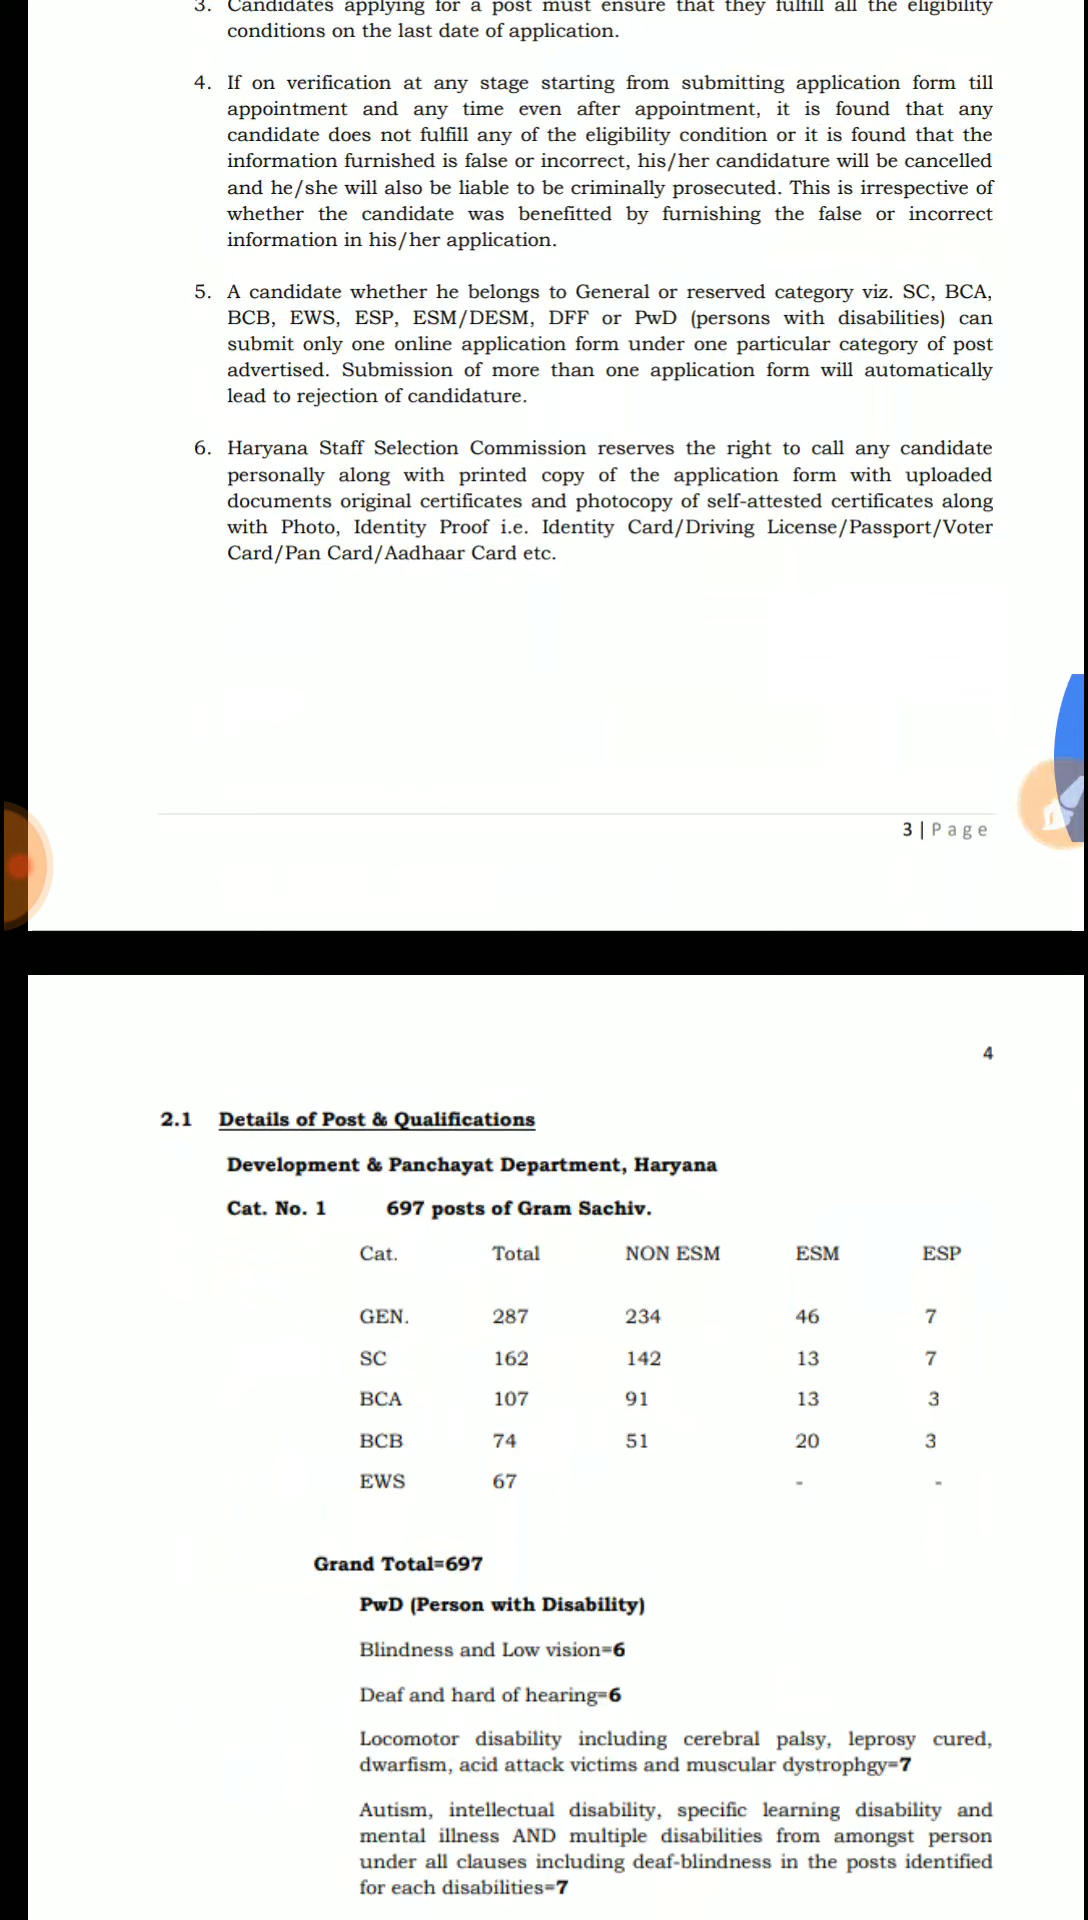 3. Candidates applying for a post must ensure that they fulfill all the eligibility
conditions on the last date of application.
4. If on verification at any stage starting from submitting application form till
appointment and any time even after appointment, it is found that any
candidate does not fulfill any of the eligibility condition or it is found that the
information furnished is false or incorrect, his/her candidature will be cancelled
and he/she will also be liable to be criminally prosecuted. This is irrespective of
whether the candidate was benefitted by furnishing the false or incorrect
information in his/her application.
5. A candidate whether he belongs to General or reserved category viz. SC, BCA,
BCB, EWS, ESP, ESM/DESM, DFF or PwD (persons with disabilities) can
submit only one online application form under one particular category of post
advertised. Submission of more than one application form will automatically
lead to rejection of candidature.
6. Haryana Staff Selection Commission reserves the right to call any candidate
personally along with printed copy of the application form with uploaded
documents original certificates and photocopy of self-attested certificates along
with Photo, Identity Proof i.e. Identity Card/Driving License/Passport/Voter
Card/Pan Card/Aadhaar Card etc.
3 | Page
4
2.1 Details of Post & Qualifications
Development & Panchayat Department, Haryana
Cat. No. 1 697 posts of Gram Sachiv.
Cat. Total NON ESM ESM ESP
GEN. 287 234 46 7
SC 162 142 13 7
BCA 107 91 13 3
BCB 74 51 20 3
EWS 67 - -
Grand Total=697
PwD (Person with Disability)
Blindness and Low vision=6
Deaf and hard of hearing=6
Locomotor disability including cerebral palsy, leprosy cured,
dwarfism, acid attack victims and muscular dystrophgy=7
Autism, intellectual disability, specific learning disability and
mental illness AND multiple disabilities from amongst person
under all clauses including deaf-blindness in the posts identified
for each disabilities=7